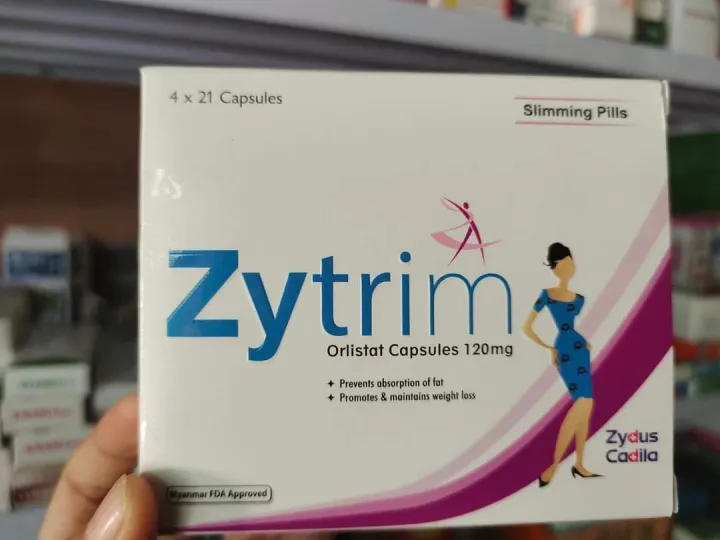 4 x 21 Capsules
Slimming Pills
Zytrim
Orlistat Capsules 120mg
Prevents absorption of fat
Promotes & maintains weight loss
Zydus
Cadila
Myanmar FDA Approved